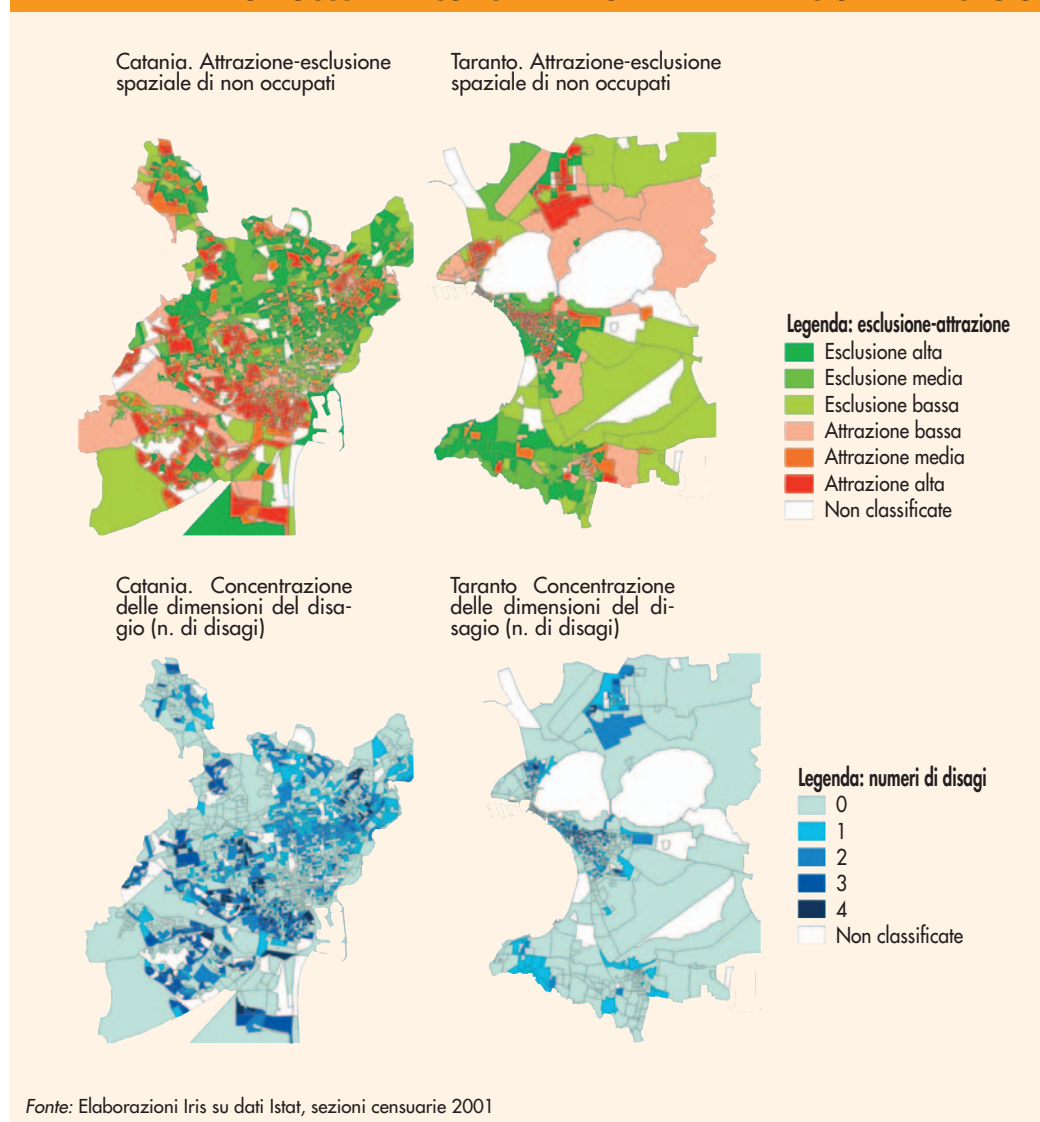 Catania. Attrazione-esclusione
spaziale di non occupati
Taranto. Attrazione-esclusione
spaziale di non occupati
Legenda: esclusione-attrazione
Esclusione alta
Esclusione media
Esclusione bassa
Attrazione bassa
Attrazione media
Attrazione alta
Non classificate
Catania. Concentrazione
delle dimensioni del disa-
gio (n. di disagi)
Taranto Concentrazione
delle dimensioni del di-
sagio (n. di disagi)
Legenda: numeri di disagi
0
1
2
3
4
Non classificate
Fonte: Elaborazioni Iris su dati Istat, sezioni censuarie 2001